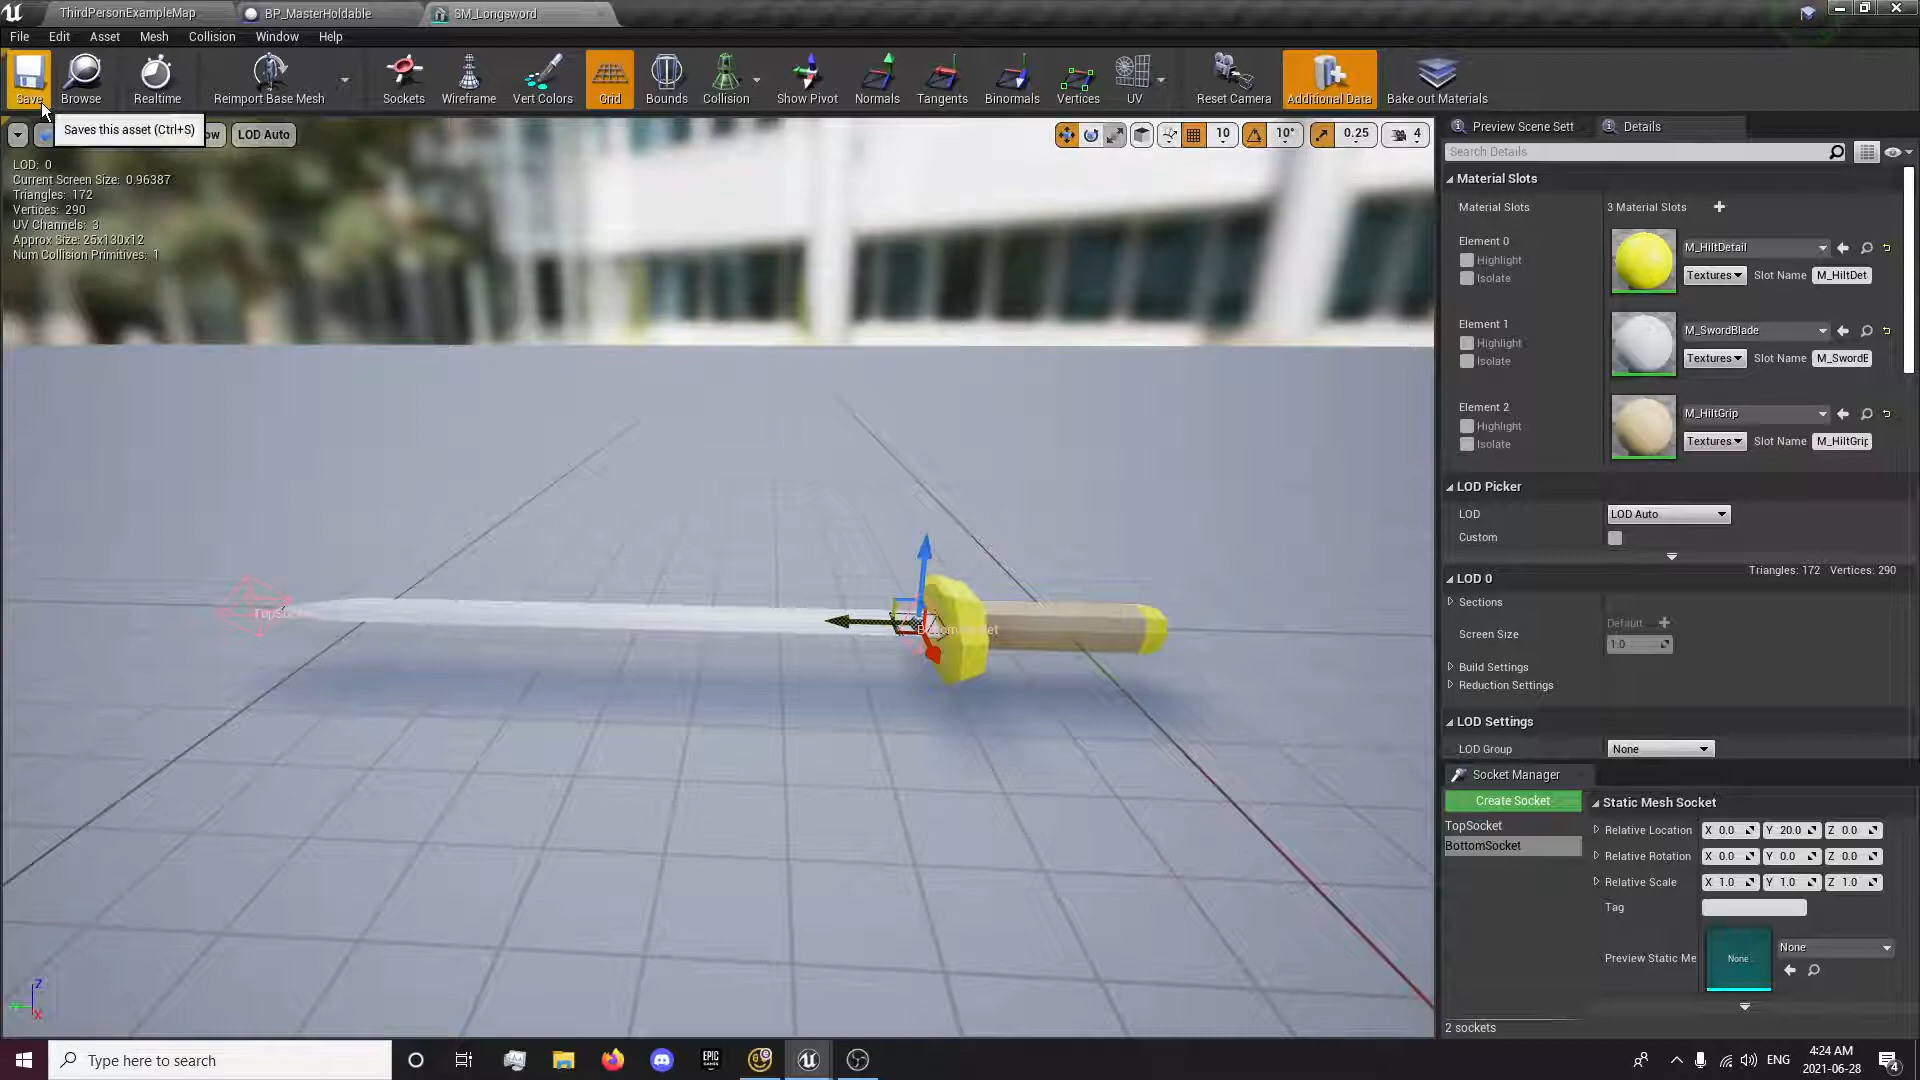 ThirdPersonExampleMap
BP_MasterHoldable
SM_Longsword
File Edit Asset Mesh Collision Window Help
Save
Browse
Realtime
Reimport Base Mesh
Sockets
Wireframe
Vert Colors
Grid
Bounds
Collision
Show Pivot
Normals
Tangents
Binormals
Vertices
UV
Reset Camera
Additional Data
Bake out Materials
Saves this asset (Ctrl+S)
ow
LOD Auto
10
10°
0.25
4
LOD: 0
Current Screen Size: 0.96387
Triangles: 172
Vertices: 290
UV Channels: 3
Approx Size: 25x130x12
Num Collision Primitives: 1
Z
X
Preview Scene Sett
Details
Search Details
Material Slots
Material Slots
3 Material Slots
Element 0
Highlight
Isolate
M_HiltDetail
Textures
Slot Name
M_HiltDet
Element 1
Highlight
Isolate
M_SwordBlade
Textures
Slot Name
M_SwordB
Element 2
Highlight
Isolate
M_HiltGrip
Textures
Slot Name
M_HiltGrip
LOD Picker
LOD
LOD Auto
Custom
Triangles: 172 Vertices: 290
LOD 0
Sections
Default
Screen Size
1.0
Build Settings
Reduction Settings
LOD Settings
LOD Group
None
Socket Manager
Create Socket
TopSocket
BottomSocket
2 sockets
Static Mesh Socket
Relative Location X 0.0 Y 20.0 Z 0.0
Relative Rotation X 0.0 Y 0.0 Z 0.0
Relative Scale X 1.0 Y 1.0 Z 1.0
Tag
Preview Static Me
None
None
Type here to search
EPIC
GAMES
ENG
4:24 AM
2021-06-28
4